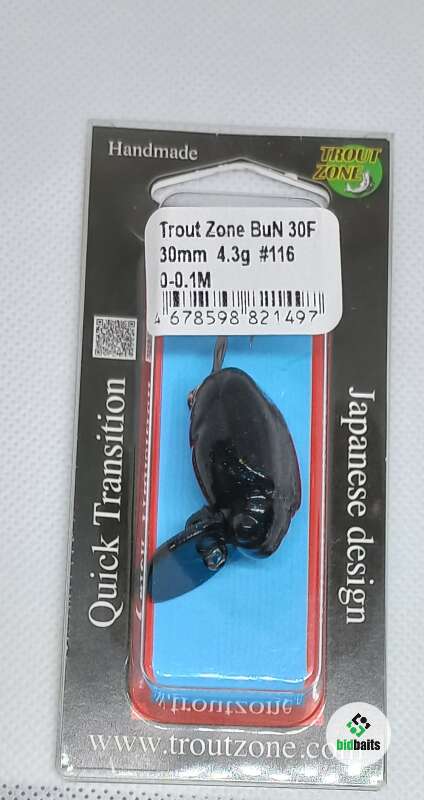 Handmade
TROUT
ZONE
Trout Zone BuN 30F
30mm 4.3g #116
0-0.1M
4 678598 821497
Quick Transition
Japanese design
www.troutzone
www.troutzone.co
bidbaits